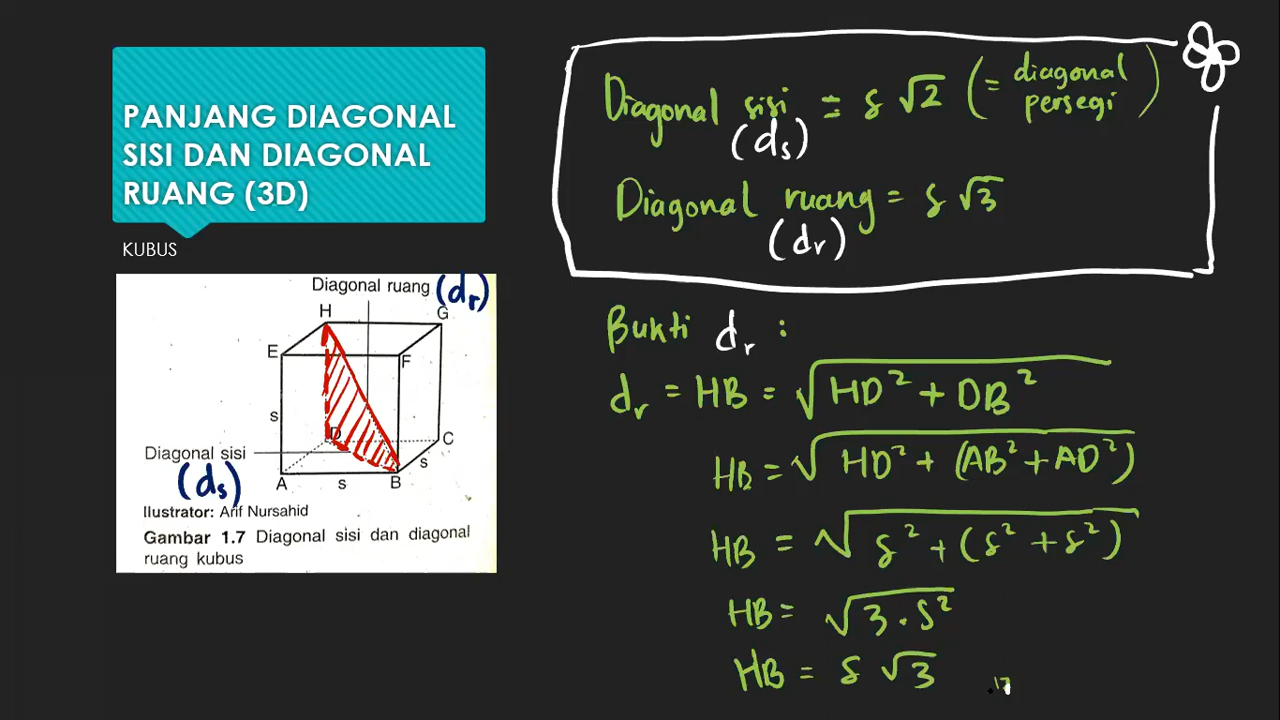 PANJANG DIAGONAL
SISI DAN DIAGONAL
RUANG (3D)
KUBUS
Diagonal ruang (dr)
H
G
E
F
s
D
C
Diagonal sisi
(ds)
s
A
s
B
Ilustrator: Arif Nursahid
Gambar 1.7 Diagonal sisi dan diagonal
ruang kubus
Diagonal sisi = s √2 (= diagonal persegi)
(ds)
Diagonal ruang = s √3
(dr)
Bukti dr :
dr = HB = √HD² + DB²
HB = √HD² + (AB² + AD²)
HB = √s² + (s² + s²)
HB = √3 . s²
HB = s √3